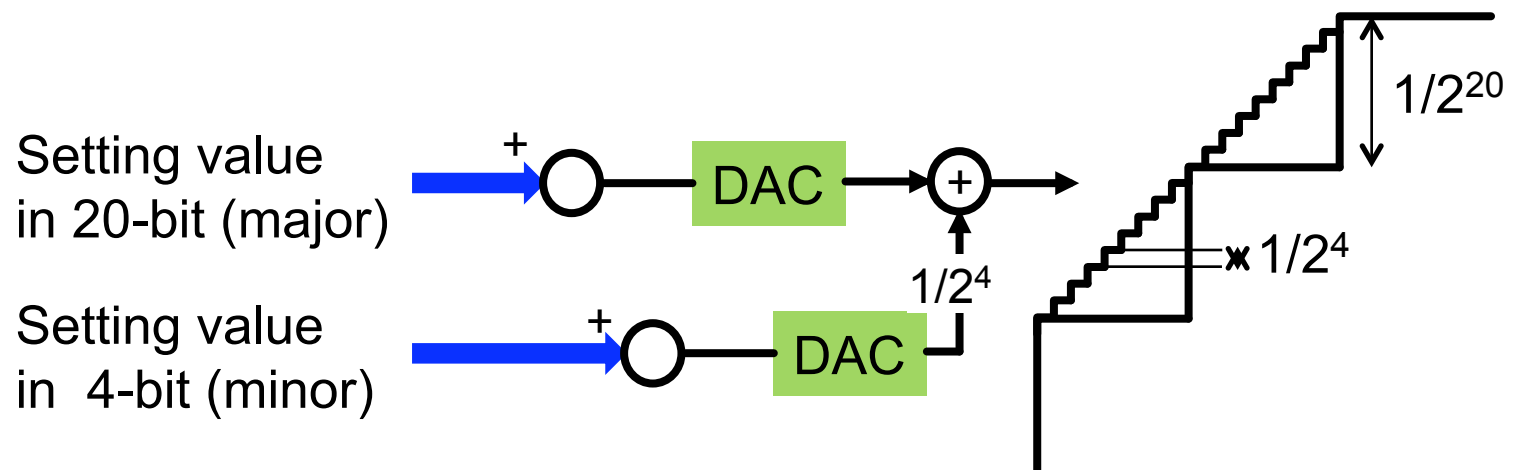 Setting value
in 20-bit (major)
+
DAC
+
1/2²⁰
1/2⁴
1/2⁴
Setting value
in 4-bit (minor)
+
DAC